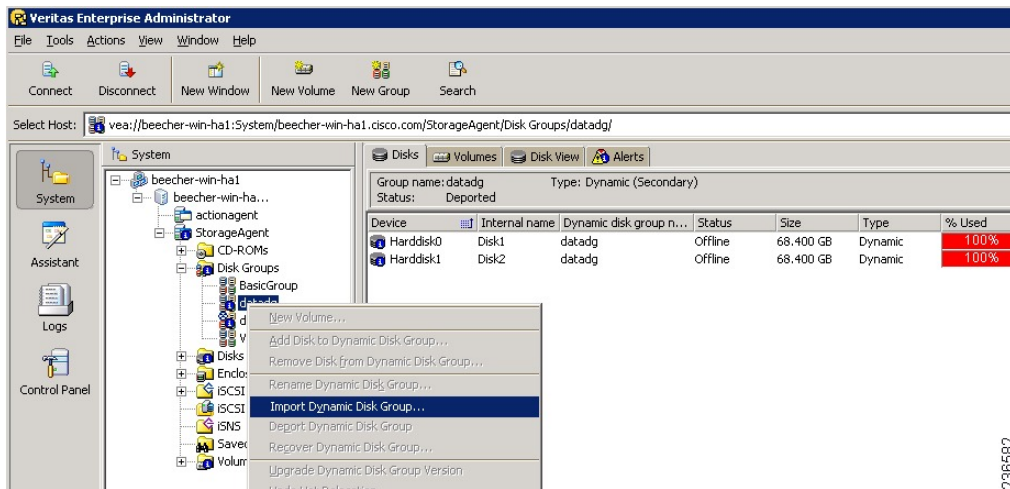 Veritas Enterprise Administrator
File Tools Actions View Window Help
Connect Disconnect New Window New Volume New Group Search
Select Host: vea://beecher-win-ha1:System/beecher-win-ha1.cisco.com/StorageAgent/Disk Groups/datadg/
System
Assistant
Logs
Control Panel
System
beecher-win-ha1
beecher-win-ha...
actionagent
StorageAgent
CD-ROMs
Disk Groups
BasicGroup
datadg
d
V
Disks
Enclo
iSCSI
iSCSI
iSNS
Saved
Volum
New Volume...
Add Disk to Dynamic Disk Group...
Remove Disk from Dynamic Disk Group...
Rename Dynamic Disk Group...
Import Dynamic Disk Group...
Deport Dynamic Disk Group
Recover Dynamic Disk Group...
Upgrade Dynamic Disk Group Version
Disks Volumes Disk View Alerts
Group name: datadg Type: Dynamic (Secondary)
Status: Deported
Device Internal name Dynamic disk group n... Status Size Type % Used
Harddisk0 Disk1 datadg Offline 68.400 GB Dynamic 100%
Harddisk1 Disk2 datadg Offline 68.400 GB Dynamic 100%
236582